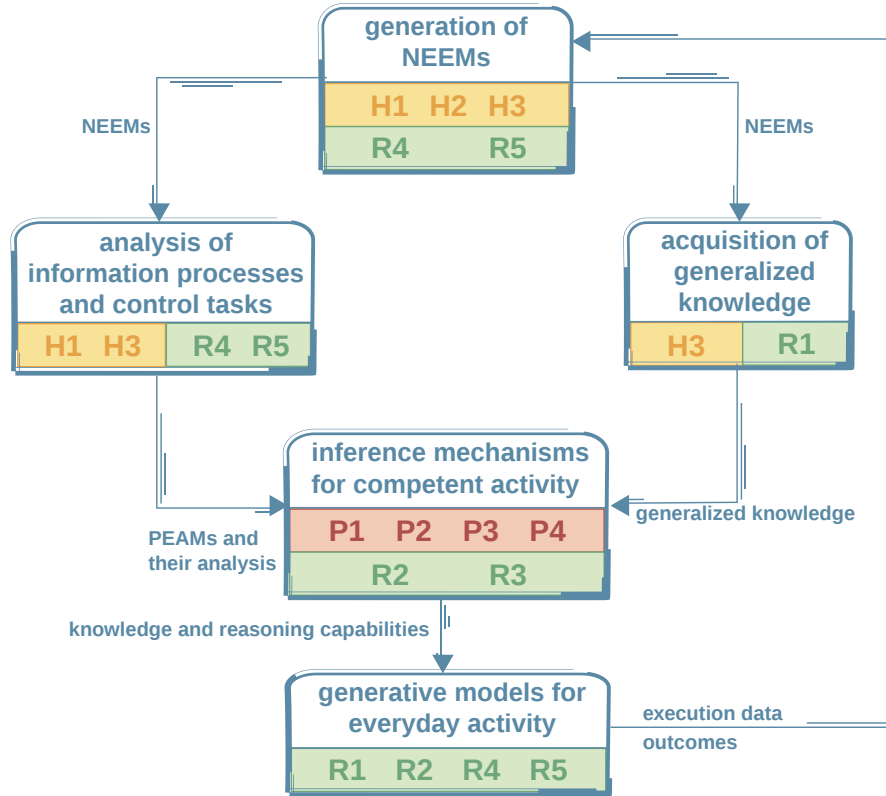 generation of
NEEMs
H1 H2 H3
R4 R5
NEEMs
NEEMs
analysis of
information processes
and control tasks
H1 H3 R4 R5
acquisition of
generalized
knowledge
H3 R1
inference mechanisms
for competent activity
P1 P2 P3 P4
R2 R3
PEAMs and
their analysis
generalized knowledge
knowledge and reasoning capabilities
generative models for
everyday activity
R1 R2 R4 R5
execution data
outcomes